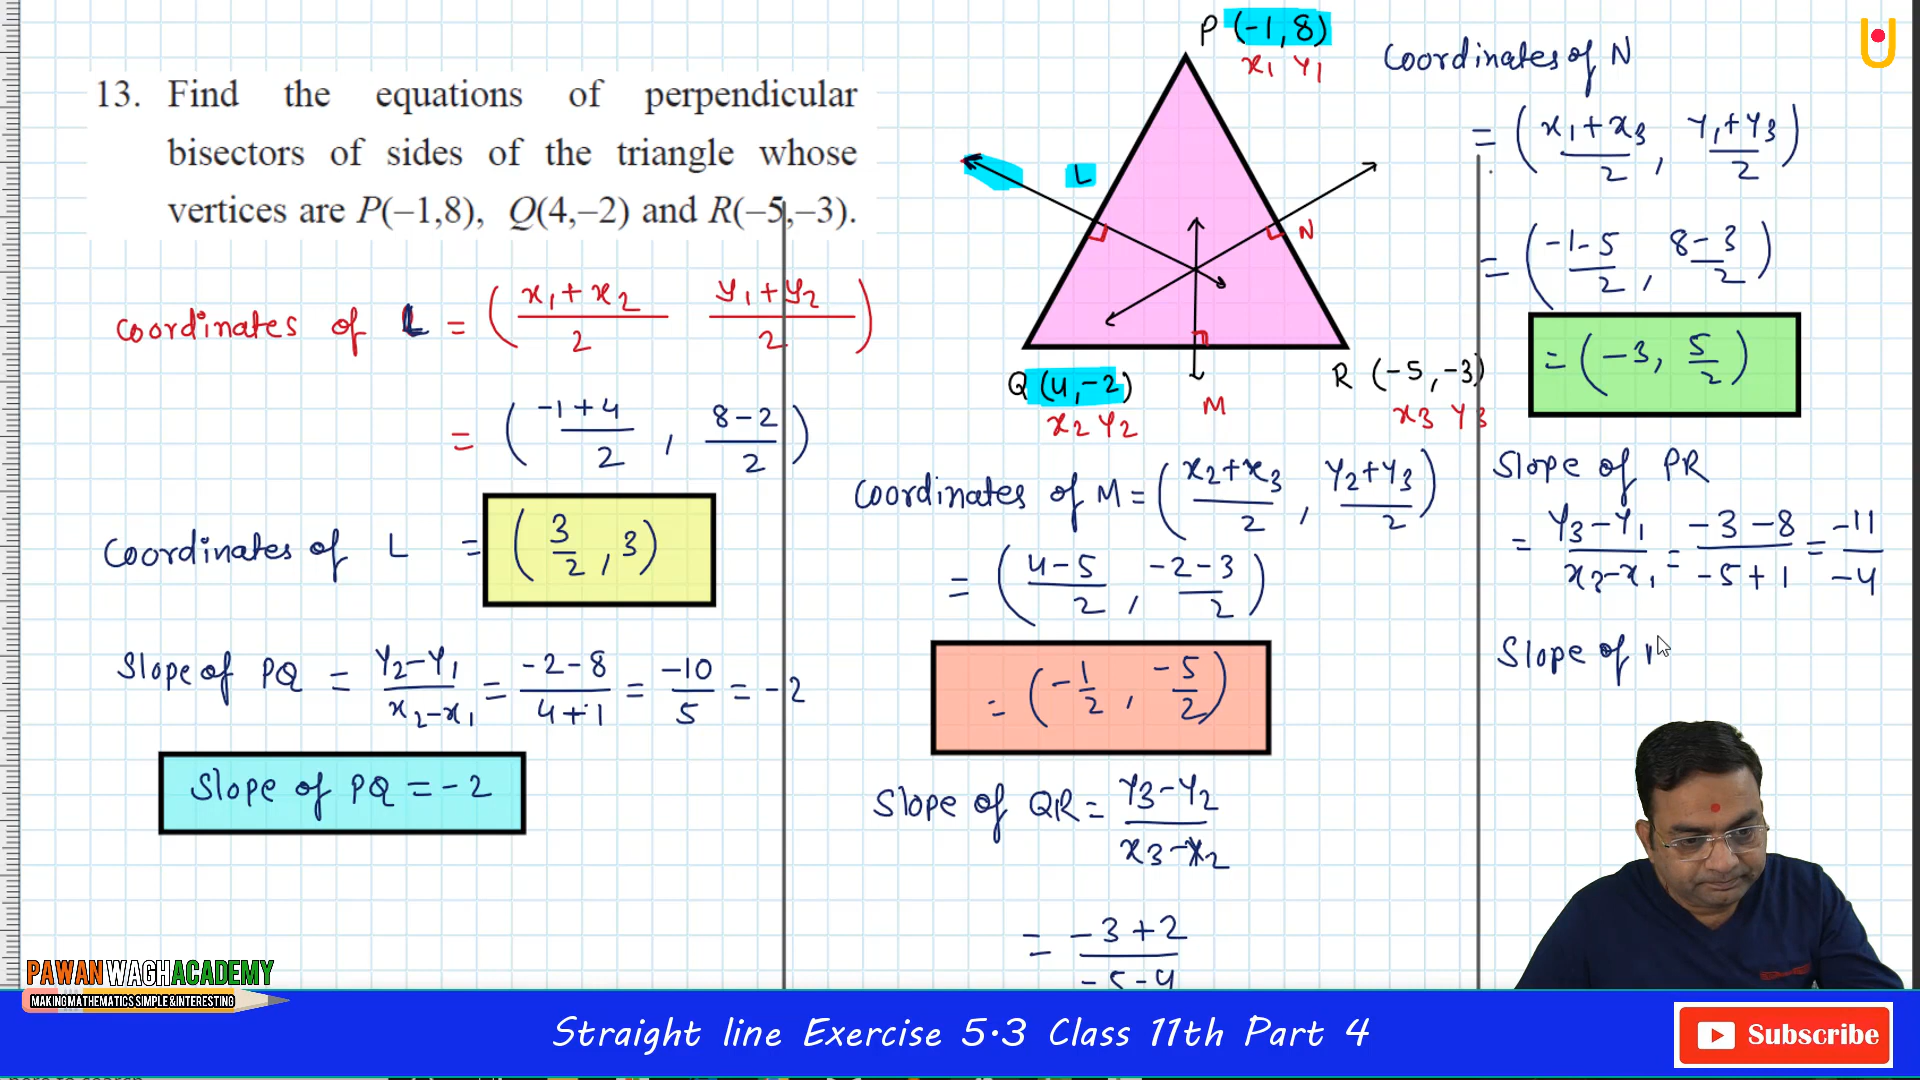 13. Find the equations of perpendicular
bisectors of sides of the triangle whose
vertices are P(–1,8), Q(4,–2) and R(–5,–3).
Coordinates of L = ( x1 + x2 / 2   y1 + y2 / 2 )
= ( -1+4 / 2 , 8-2 / 2 )
Coordinates of L = ( 3/2 , 3 )
Slope of PQ = y2-y1 / x2-x1 = -2-8 / 4+1 = -10 / 5 = -2
Slope of PQ = -2
P (-1, 8)
x1 y1
L
N
Q (4, -2)
x2 y2
M
R (-5, -3)
x3 y3
Coordinates of M = ( x2+x3 / 2 , y2+y3 / 2 )
= ( 4-5 / 2 , -2-3 / 2 )
= ( -1/2 , -5/2 )
Slope of QR = y3-y2 / x3-x2
= -3+2 / -5-4
Coordinates of N
= ( x1+x3 / 2 , y1+y3 / 2 )
= ( -1-5 / 2 , 8-3 / 2 )
= ( -3, 5/2 )
Slope of PR
= y3-y1 / x3-x1 = -3-8 / -5+1 = -11 / -4
Slope of
PAWAN WAGH ACADEMY
MAKING MATHEMATICS SIMPLE & INTERESTING
Straight line Exercise 5.3 Class 11th Part 4
Subscribe